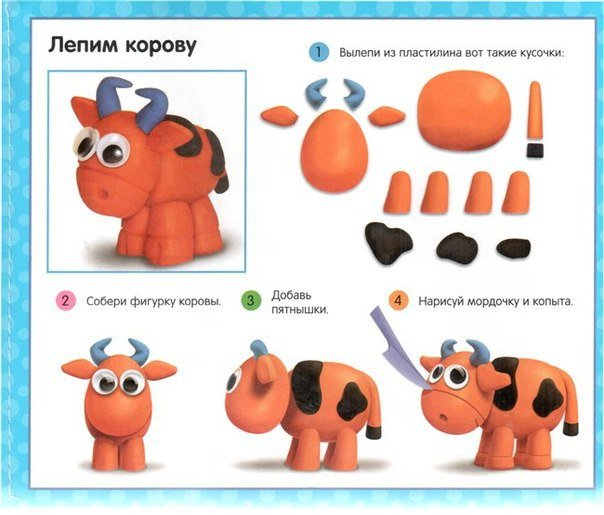 Лепим корову
1 Вылепи из пластилина вот такие кусочки:
2 Собери фигурку коровы.
3 Добавь
пятнышки.
4 Нарисуй мордочку и копыта.